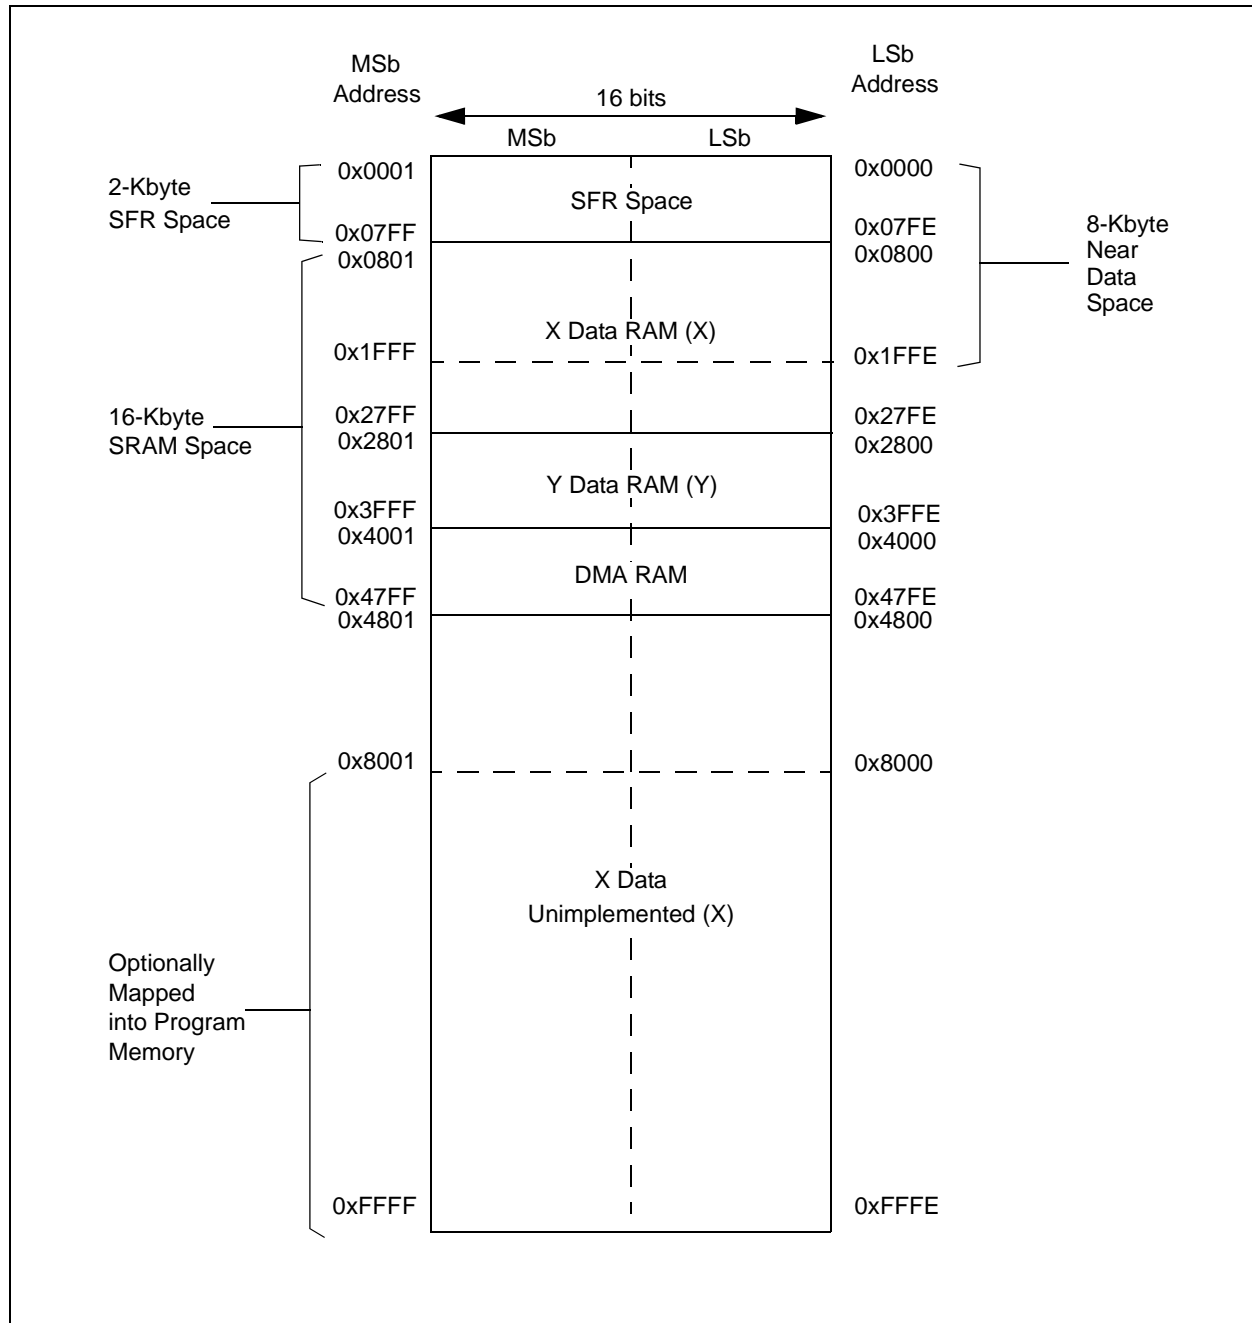 MSb
Address
LSb
Address
16 bits
MSb
LSb
0x0001
0x0000
2-Kbyte
SFR Space
SFR Space
0x07FF
0x07FE
0x0801
0x0800
8-Kbyte
Near
Data
Space
X Data RAM (X)
0x1FFF
0x1FFE
16-Kbyte
SRAM Space
0x27FF
0x27FE
0x2801
0x2800
Y Data RAM (Y)
0x3FFF
0x3FFE
0x4001
0x4000
DMA RAM
0x47FF
0x47FE
0x4801
0x4800
0x8001
0x8000
X Data
Unimplemented (X)
Optionally
Mapped
into Program
Memory
0xFFFF
0xFFFE